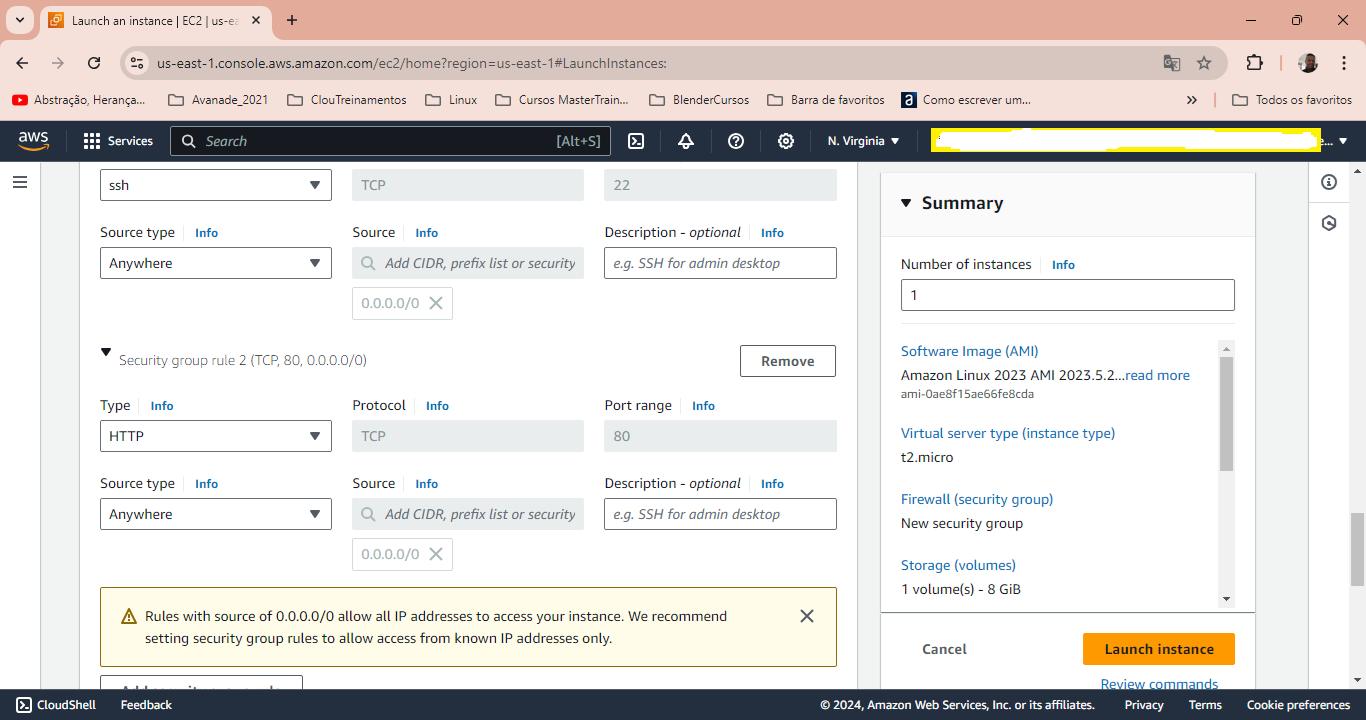 Launch an instance | EC2 | us-ea
us-east-1.console.aws.amazon.com/ec2/home?region=us-east-1#LaunchInstances:
Abstração, Herança... Avanade_2021 ClouTreinamentos Linux Cursos MasterTrain... BlenderCursos Barra de favoritos Como escrever um... Todos os favoritos
aws Services Search [Alt+S] N. Virginia e...
ssh TCP 22
Source type Info Source Info Description - optional Info
Anywhere Add CIDR, prefix list or security e.g. SSH for admin desktop
0.0.0.0/0
Security group rule 2 (TCP, 80, 0.0.0.0/0) Remove
Type Info Protocol Info Port range Info
HTTP TCP 80
Source type Info Source Info Description - optional Info
Anywhere Add CIDR, prefix list or security e.g. SSH for admin desktop
0.0.0.0/0
Rules with source of 0.0.0.0/0 allow all IP addresses to access your instance. We recommend
setting security group rules to allow access from known IP addresses only.
Summary
Number of instances Info
1
Software Image (AMI)
Amazon Linux 2023 AMI 2023.5.2...read more
ami-0ae8f15ae66fe8cda
Virtual server type (instance type)
t2.micro
Firewall (security group)
New security group
Storage (volumes)
1 volume(s) - 8 GiB
Cancel Launch instance
Review commands
CloudShell Feedback © 2024, Amazon Web Services, Inc. or its affiliates. Privacy Terms Cookie preferences